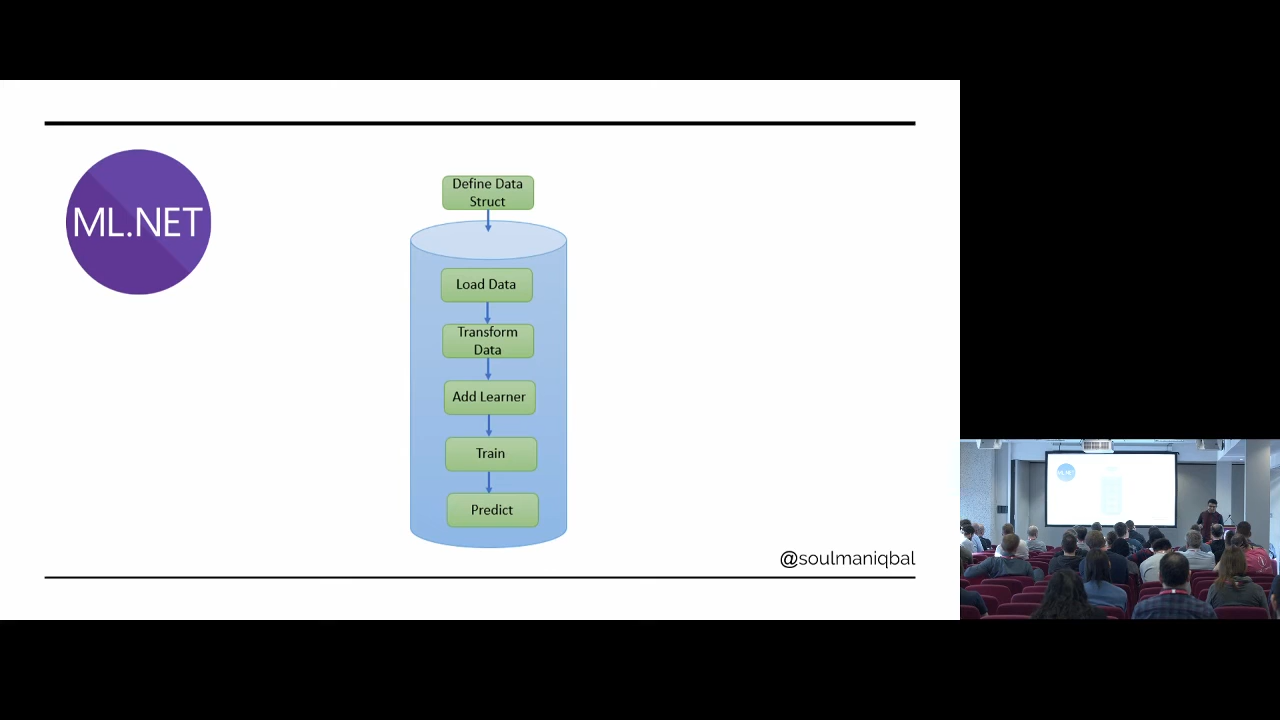 ML.NET
Define Data
Struct
Load Data
Transform
Data
Add Learner
Train
Predict
@soulmaniqbal